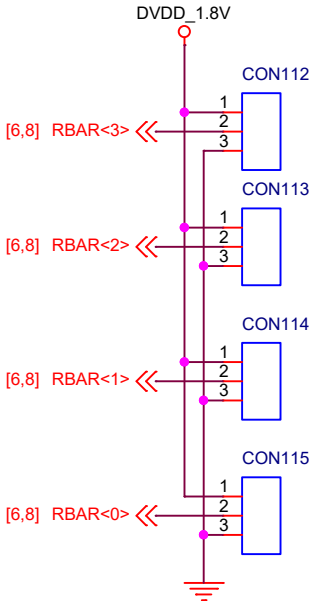 DVDD_1.8V
CON112
1
[6,8] RBAR<3> 2
3
CON113
1
[6,8] RBAR<2> 2
3
CON114
1
[6,8] RBAR<1> 2
3
CON115
1
[6,8] RBAR<0> 2
3